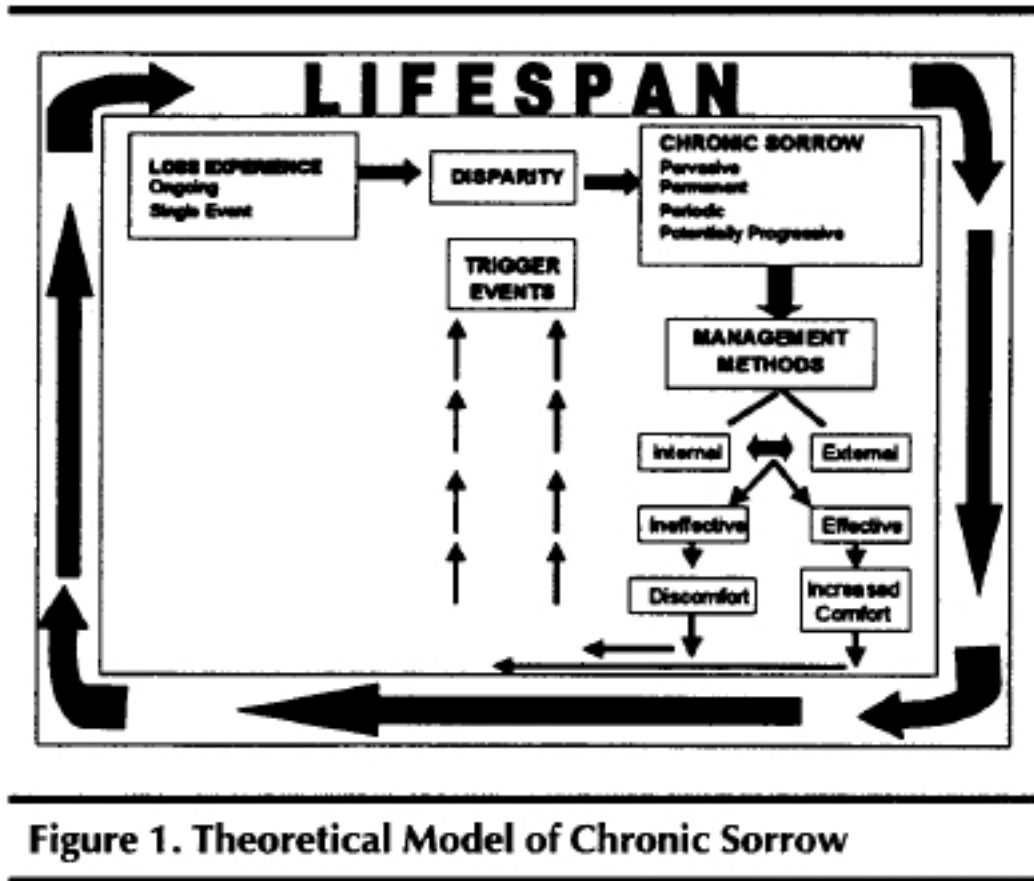 LIFESPAN
LOSS EXPERIENCE
Ongoing
Single Event
DISPARITY
CHRONIC SORROW
Pervasive
Permanent
Periodic
Potentially Progressive
TRIGGER
EVENTS
MANAGEMENT
METHODS
Internal
External
Ineffective
Effective
Discomfort
Increased
Comfort
Figure 1. Theoretical Model of Chronic Sorrow